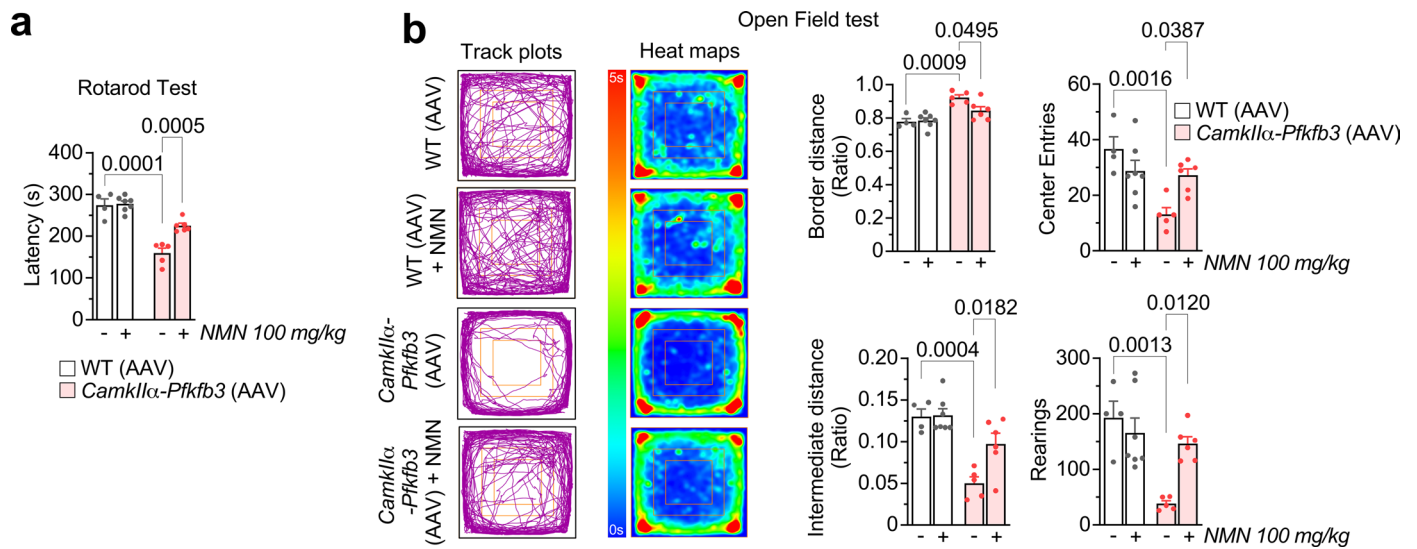 a
Rotarod Test
0.0005
0.0001
400
300
200
100
0
Latency (s)
- + - +
NMN 100 mg/kg
WT (AAV)
CamkIIα-Pfkfb3 (AAV)
b
Open Field test
Track plots
Heat maps
WT (AAV)
WT (AAV)
+ NMN
CamkIIα-
Pfkfb3
(AAV)
CamkIIα
-Pfkfb3
(AAV) + NMN
5s
0s
0.0495
0.0009
1.0
0.8
0.6
0.4
0.2
0
Border distance
(Ratio)
- + - +
0.0387
0.0016
60
40
20
0
Center Entries
WT (AAV)
CamkIIα-Pfkfb3 (AAV)
- + - +
NMN 100 mg/kg
0.0182
0.0004
0.20
0.15
0.10
0.05
0
Intermediate distance
(Ratio)
- + - +
0.0120
0.0013
300
200
100
0
Rearings
- + - +
NMN 100 mg/kg